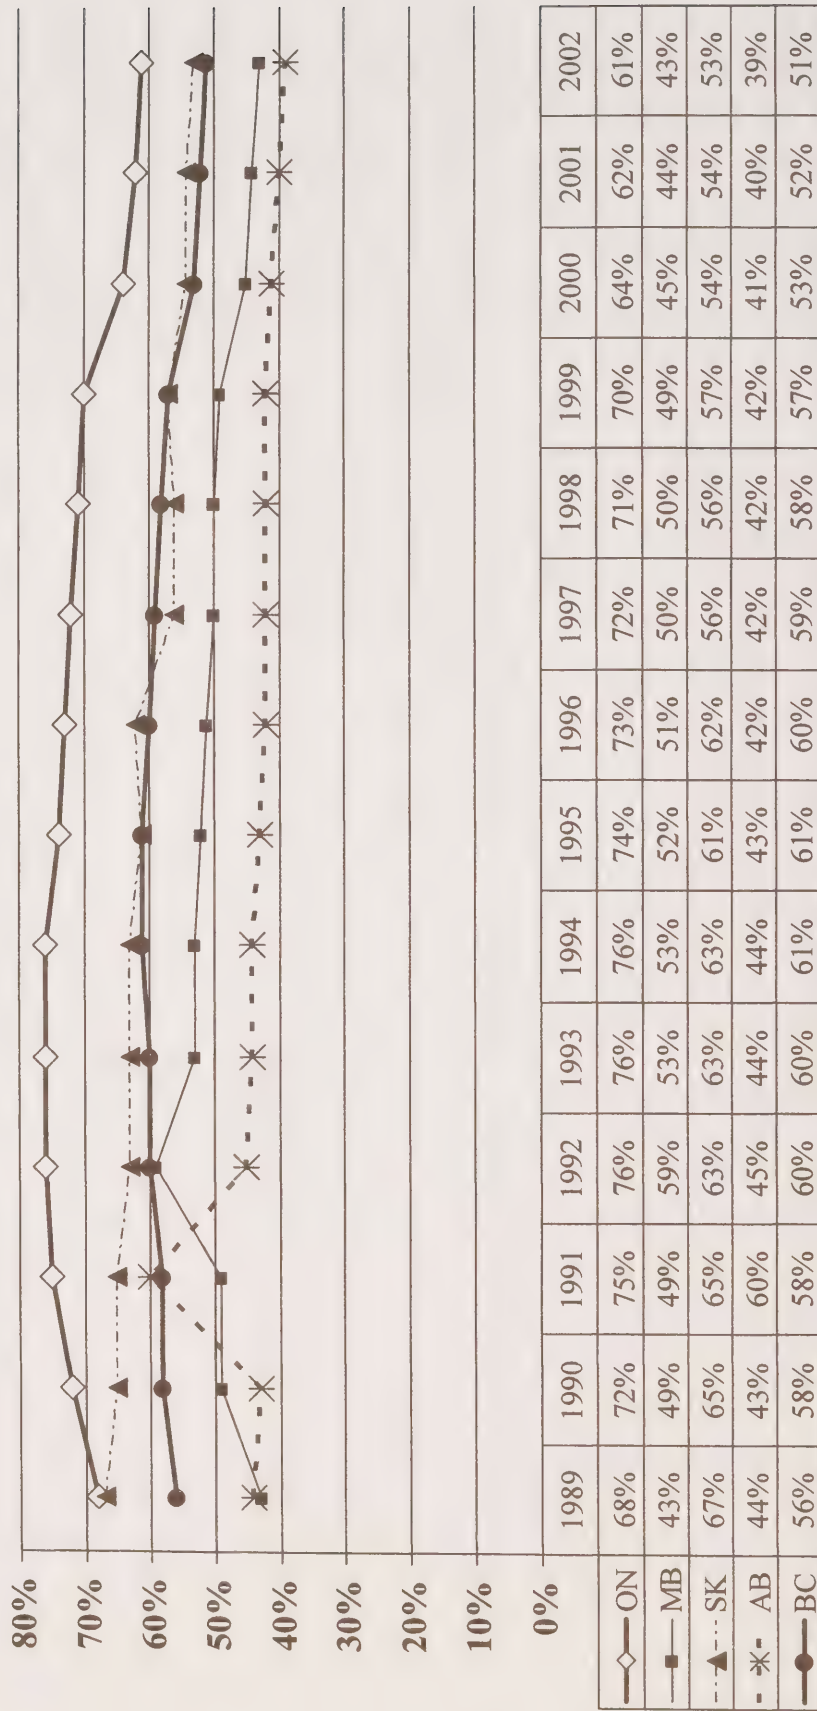 80%
70%
60%
50%
40%
30%
20%
10%
0%
1989 1990 1991 1992 1993 1994 1995 1996 1997 1998 1999 2000 2001 2002
ON 68% 72% 75% 76% 76% 76% 74% 73% 72% 71% 70% 64% 62% 61%
MB 43% 49% 49% 59% 53% 53% 52% 51% 50% 50% 49% 45% 44% 43%
SK 67% 65% 65% 63% 63% 63% 61% 62% 56% 56% 57% 54% 54% 53%
AB 44% 43% 60% 45% 44% 44% 43% 42% 42% 42% 42% 41% 40% 39%
BC 56% 58% 58% 60% 60% 61% 61% 60% 59% 58% 57% 53% 52% 51%